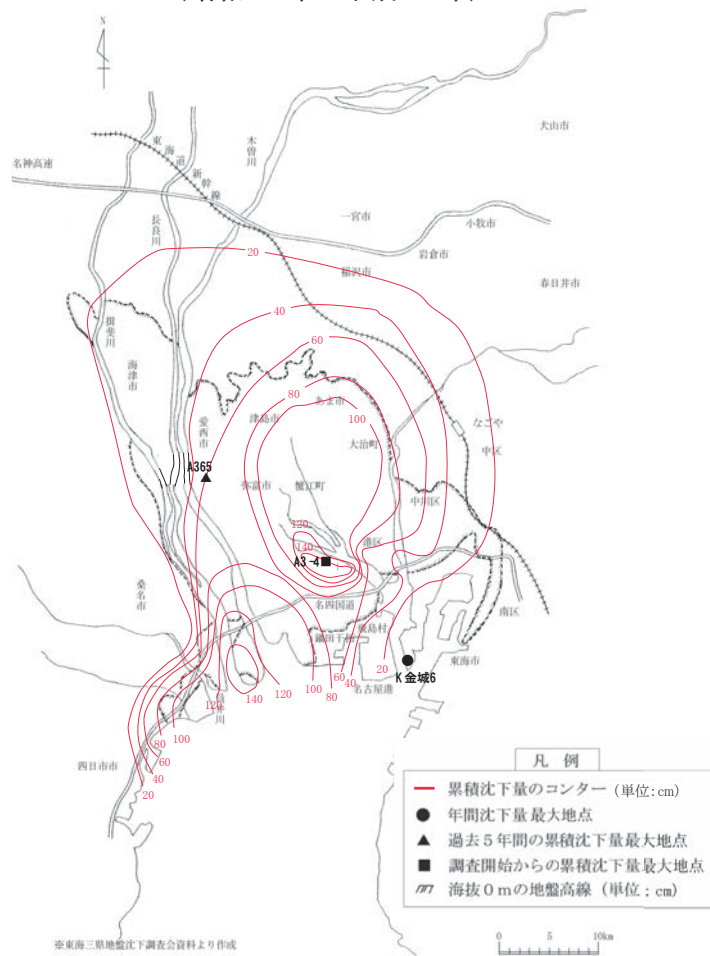 N
犬山市
木曽川
東海道新幹線
名神高速
長良川
一宮市
小牧市
岩倉市
20
稲沢市
春日井市
40
揖斐川
60
海津市
80
あま市
100
愛西市
津島市
大治町
なごや
中区
A365
弥富市
蟹江町
中川区
120
港区
140
A3-4
桑名市
名四国道
南区
飛島村
鍋田干拓
20
東海市
K金城6
名古屋港
60
40
80
100
120
140
120
100
80
60
40
20
四日市市
凡例
累積沈下量のコンター(単位:cm)
年間沈下量最大地点
過去5年間の累積沈下量最大地点
調査開始からの累積沈下量最大地点
海抜0mの地盤高線(単位:cm)
0 5 10km
※東海三県地盤沈下調査会資料より作成